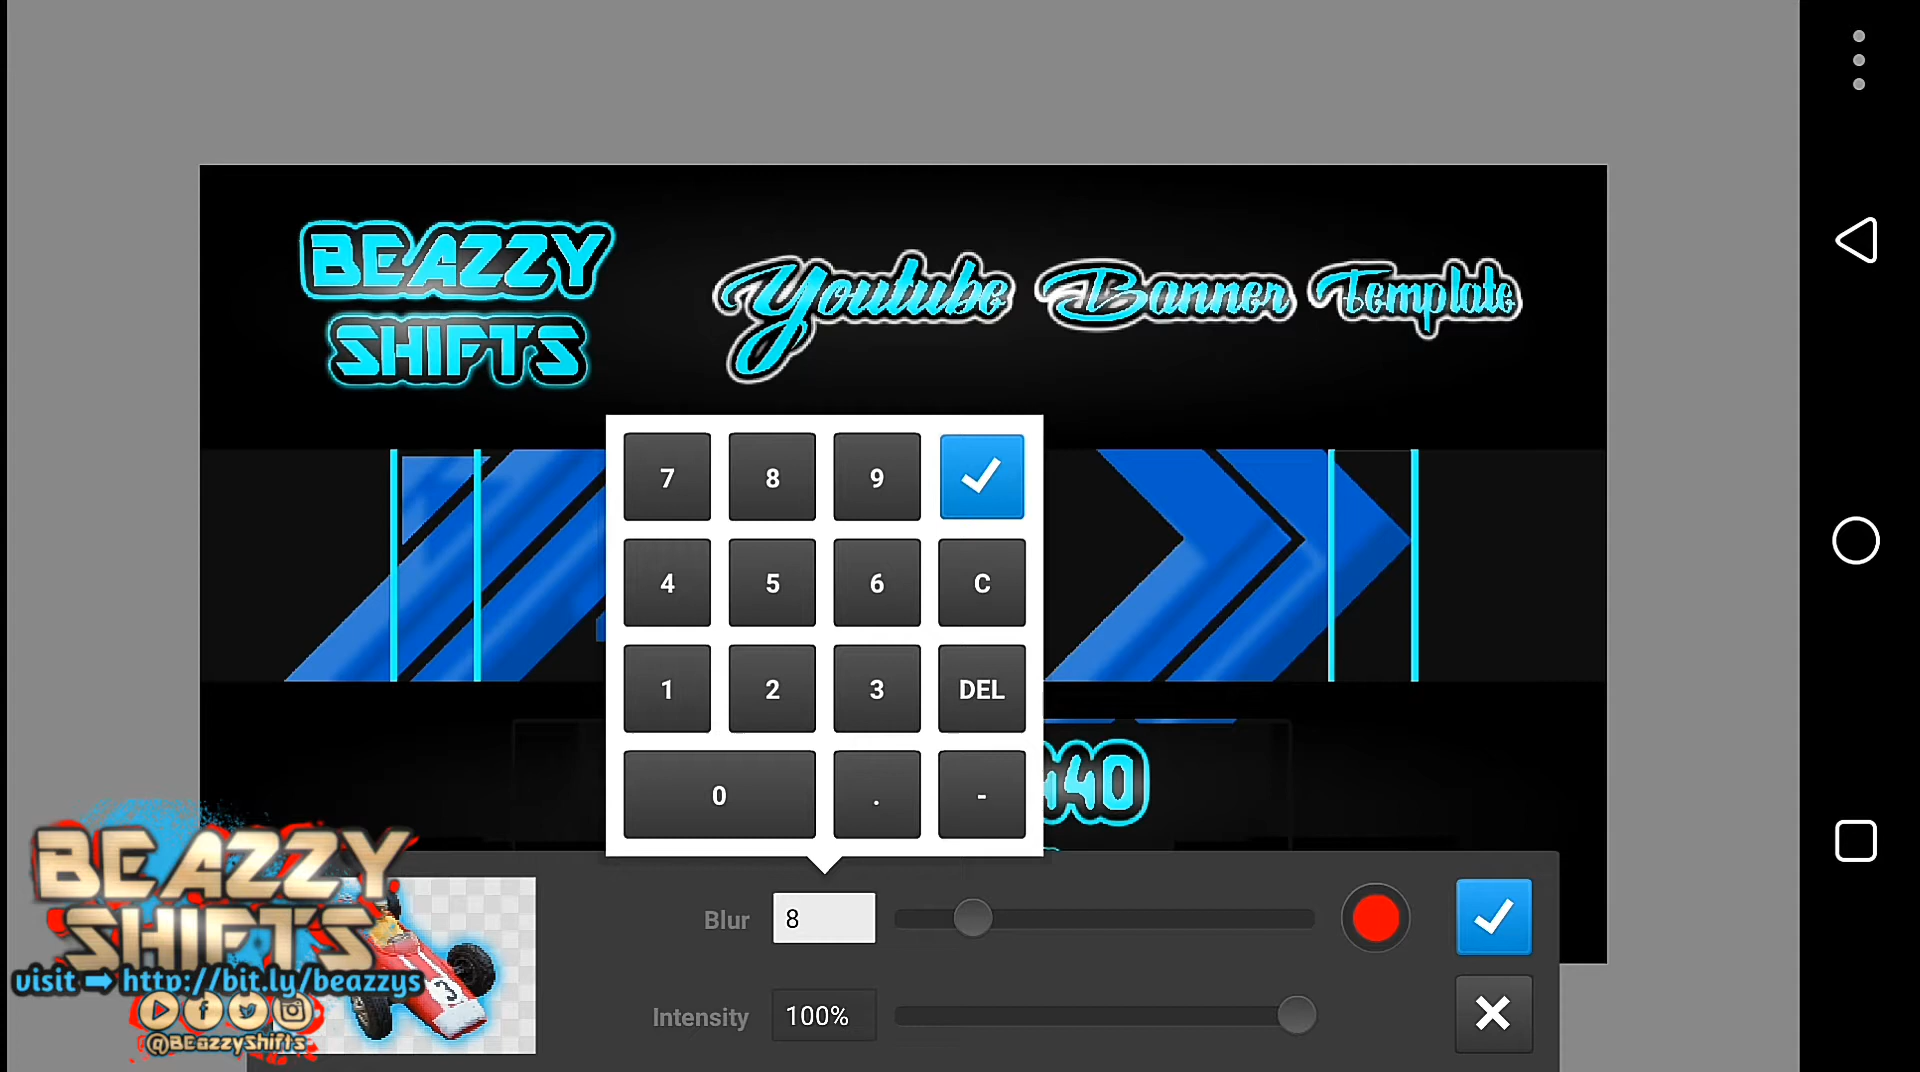 BEAZZY
SHIFTS
Youtube Banner Template
7 8 9
4 5 6 C
1 2 3 DEL
0 . -
440
Blur 8
Intensity 100%
BEAZZY
SHIFTS
visit ➡ http://bit.ly/beazzys
@BEazzyShifts